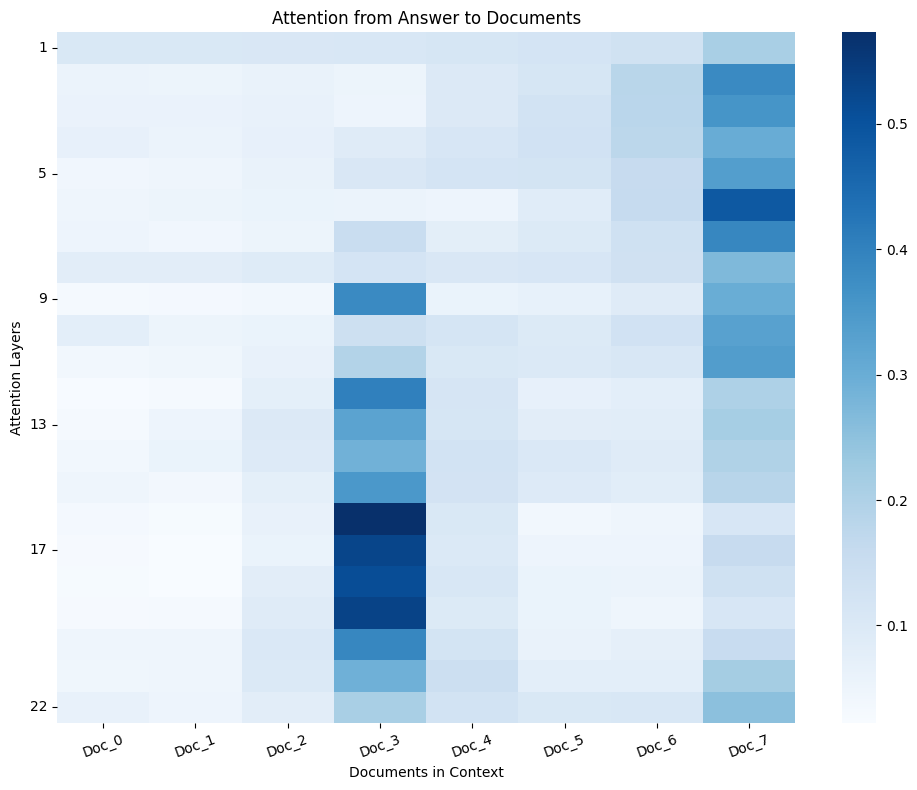 Attention from Answer to Documents
1
5
9
13
17
22
Attention Layers
Doc_0 Doc_1 Doc_2 Doc_3 Doc_4 Doc_5 Doc_6 Doc_7
Documents in Context
0.5
0.4
0.3
0.2
0.1